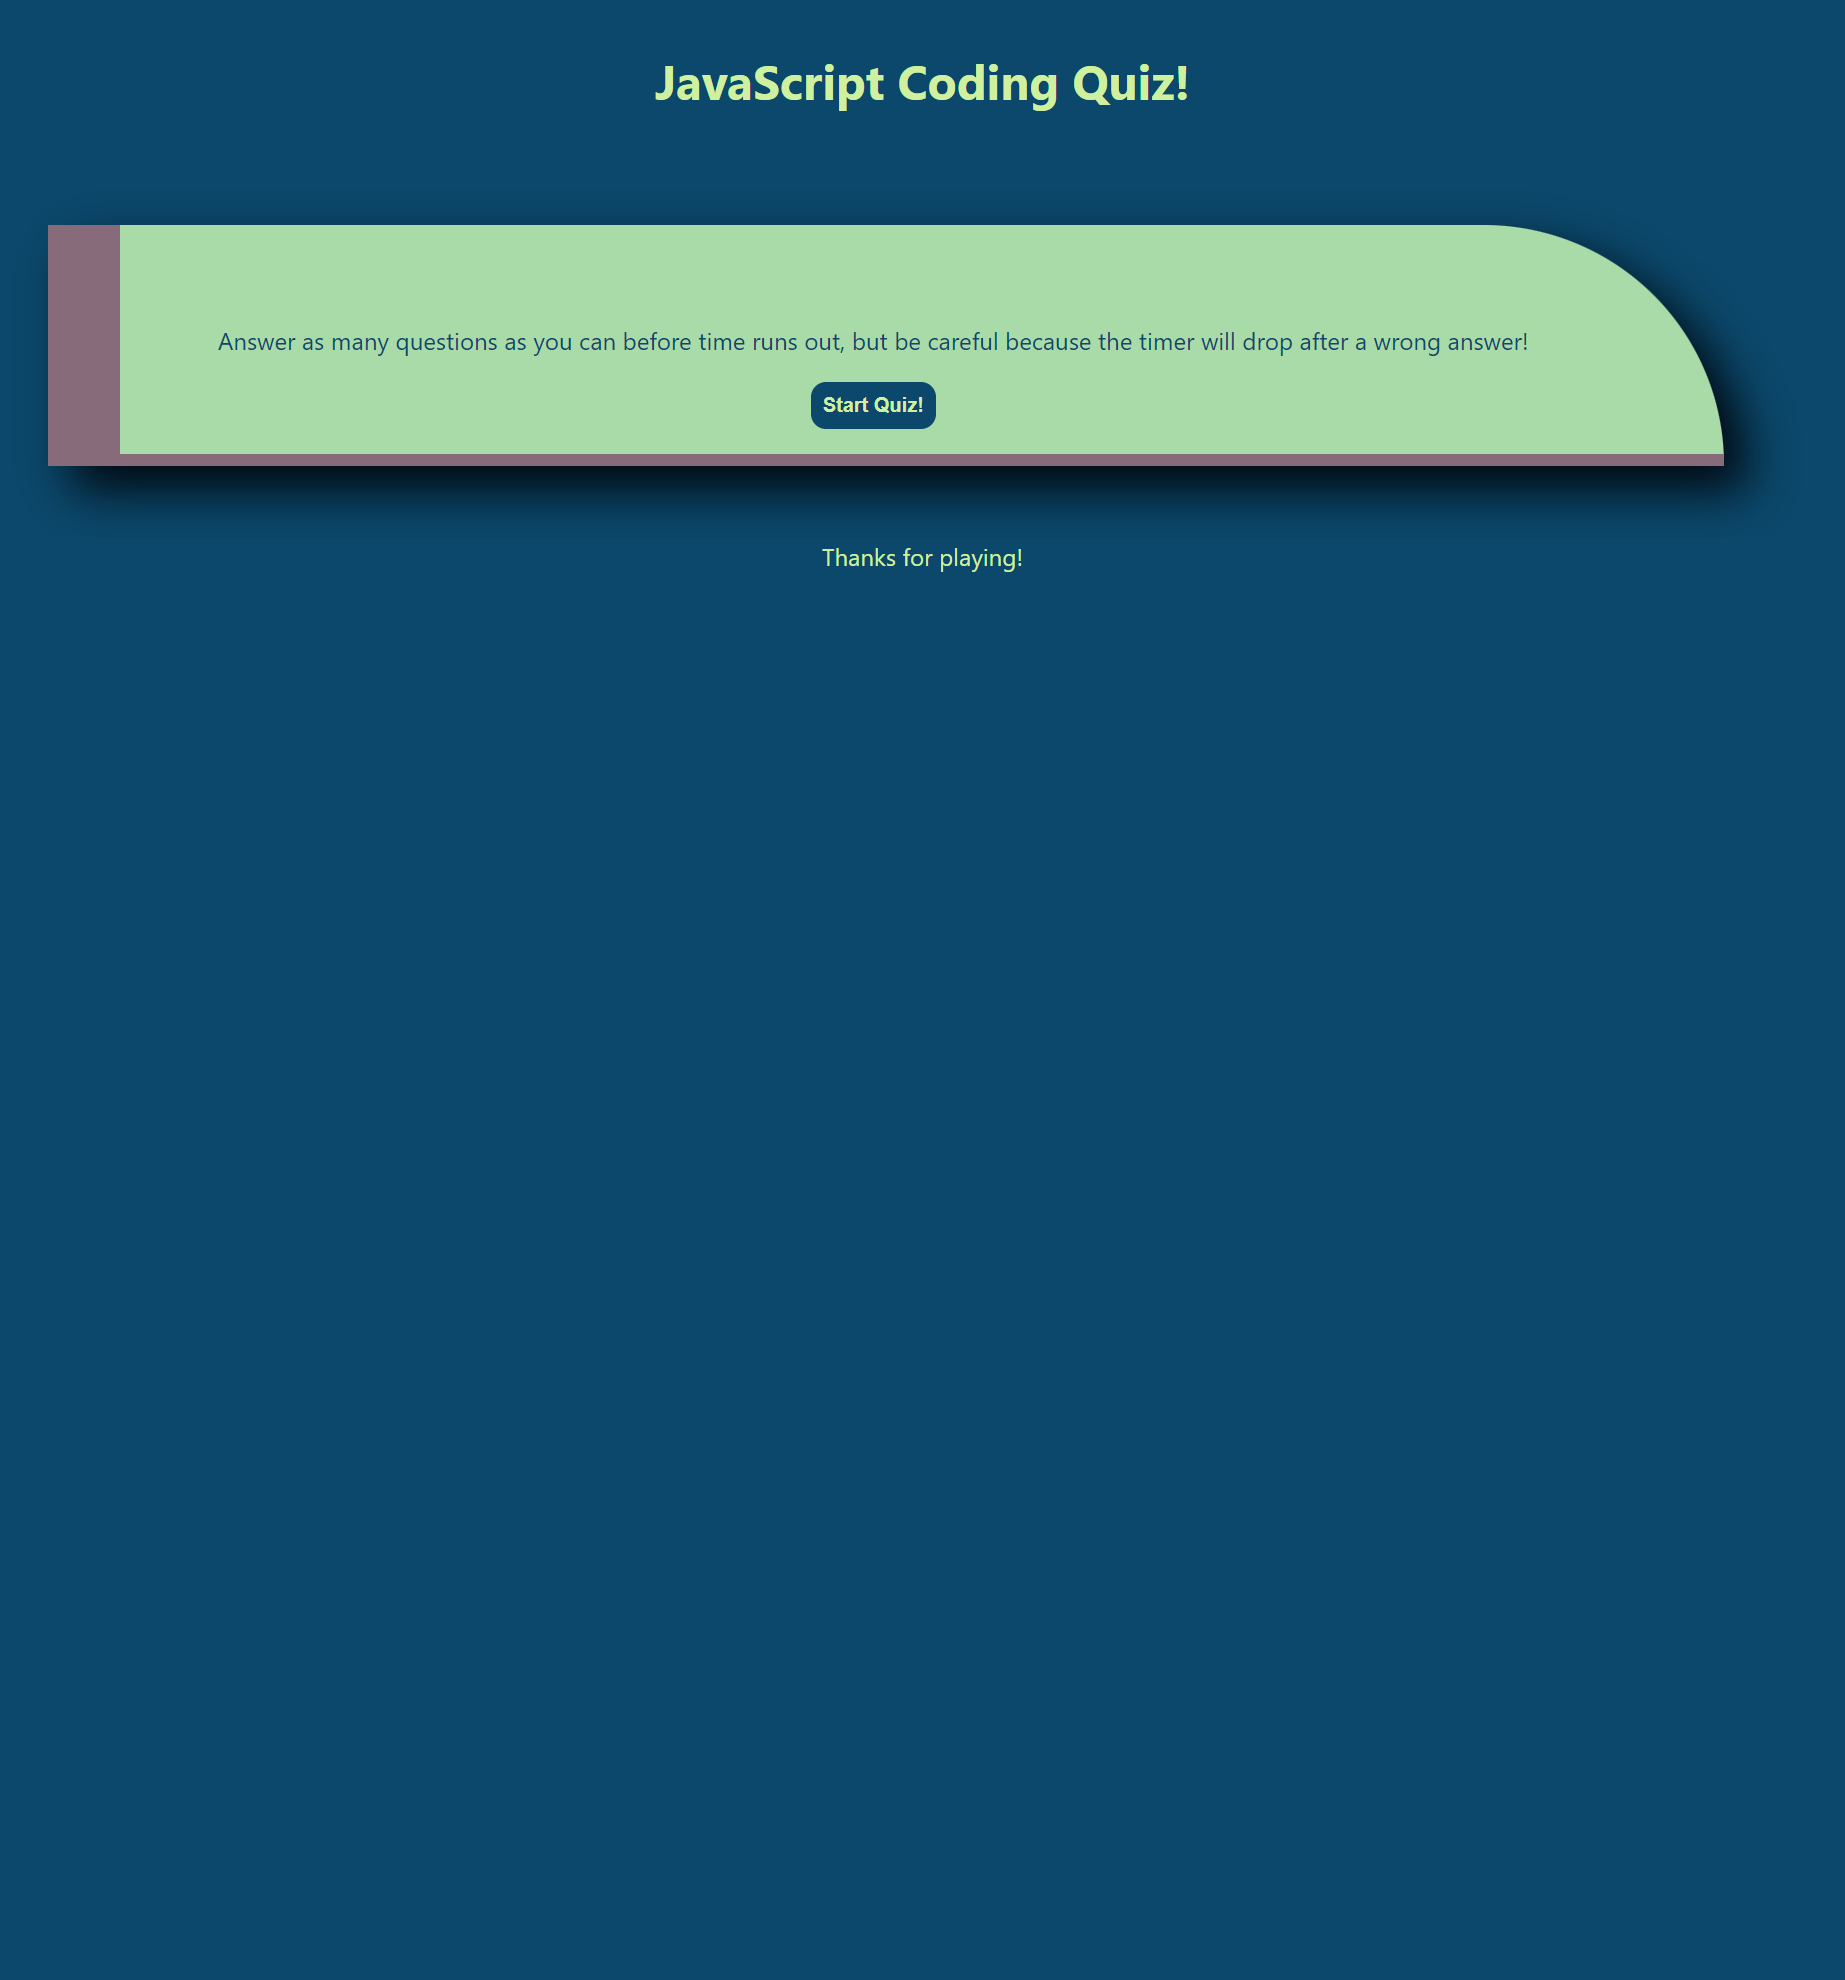 JavaScript Coding Quiz!
Answer as many questions as you can before time runs out, but be careful because the timer will drop after a wrong answer!
Start Quiz!
Thanks for playing!